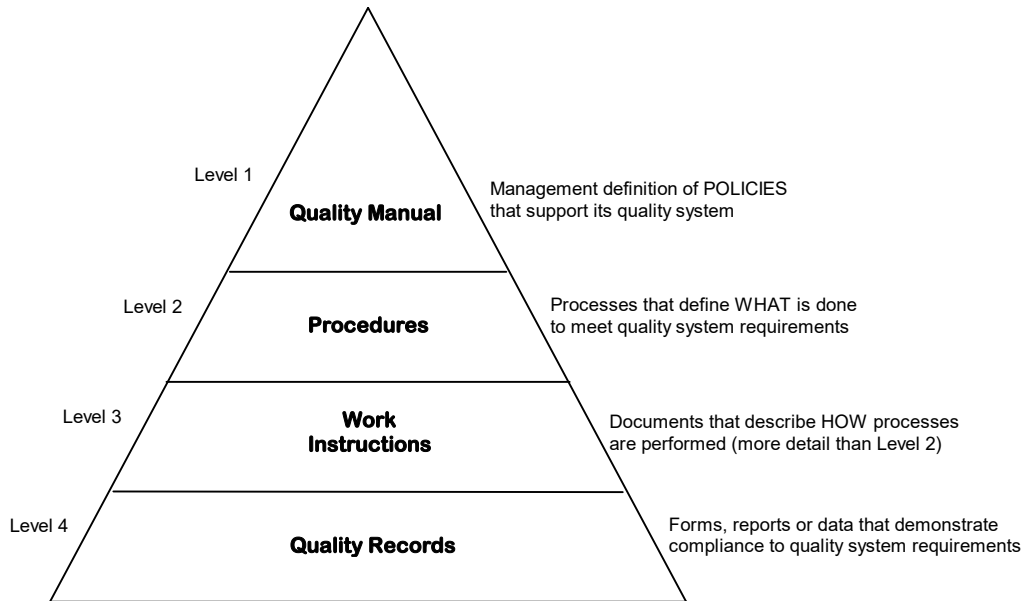 Level 1
Quality Manual
Management definition of POLICIES
that support its quality system
Level 2
Procedures
Processes that define WHAT is done
to meet quality system requirements
Level 3
Work
Instructions
Documents that describe HOW processes
are performed (more detail than Level 2)
Level 4
Quality Records
Forms, reports or data that demonstrate
compliance to quality system requirements